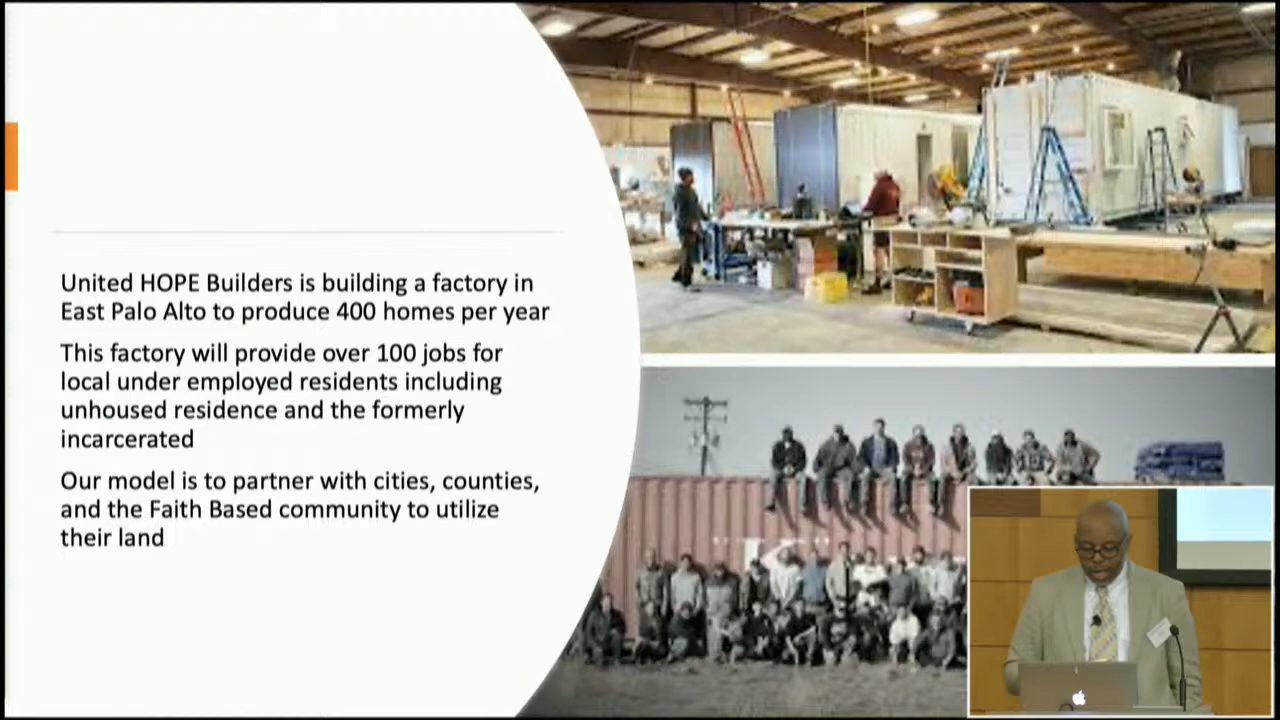 United HOPE Builders is building a factory in
East Palo Alto to produce 400 homes per year
This factory will provide over 100 jobs for
local under employed residents including
unhoused residence and the formerly
incarcerated
Our model is to partner with cities, counties,
and the Faith Based community to utilize
their land